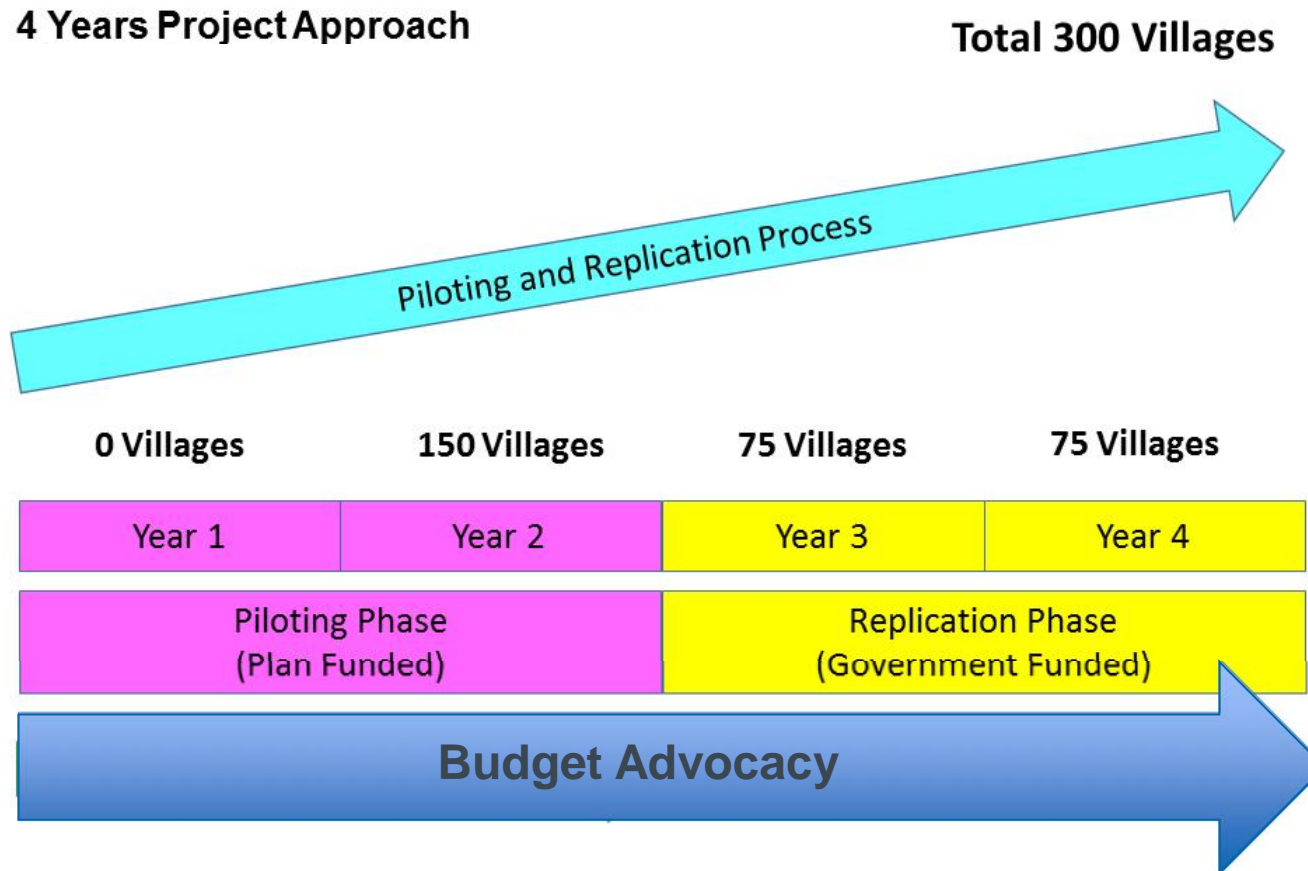 4 Years Project Approach
Total 300 Villages
Piloting and Replication Process
0 Villages
150 Villages
75 Villages
75 Villages
Year 1
Year 2
Year 3
Year 4
Piloting Phase
(Plan Funded)
Replication Phase
(Government Funded)
Budget Advocacy